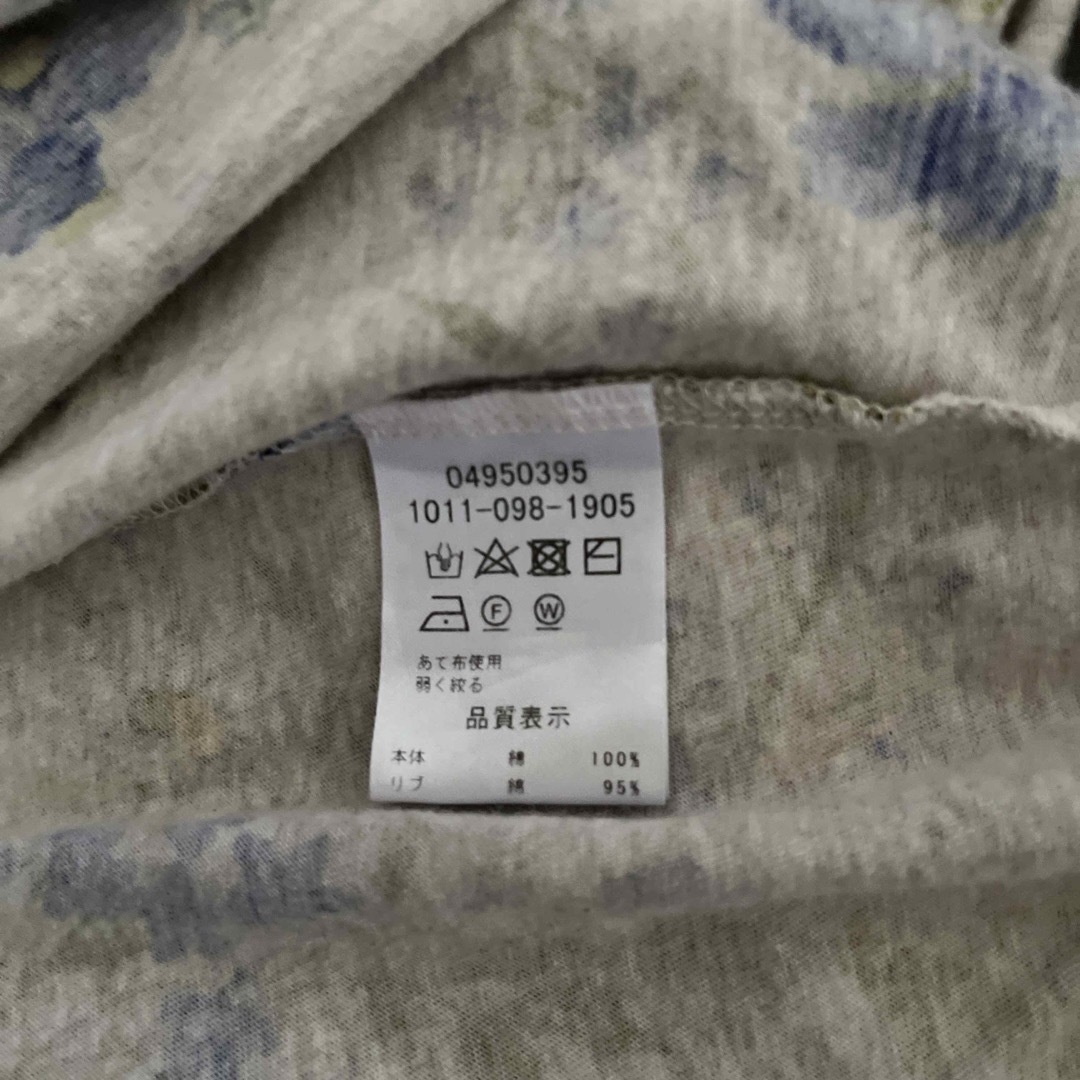 04950395
1011-098-1905
F W
あて布使用
弱く絞る
品質表示
本体 綿 100%
リブ 綿 95%